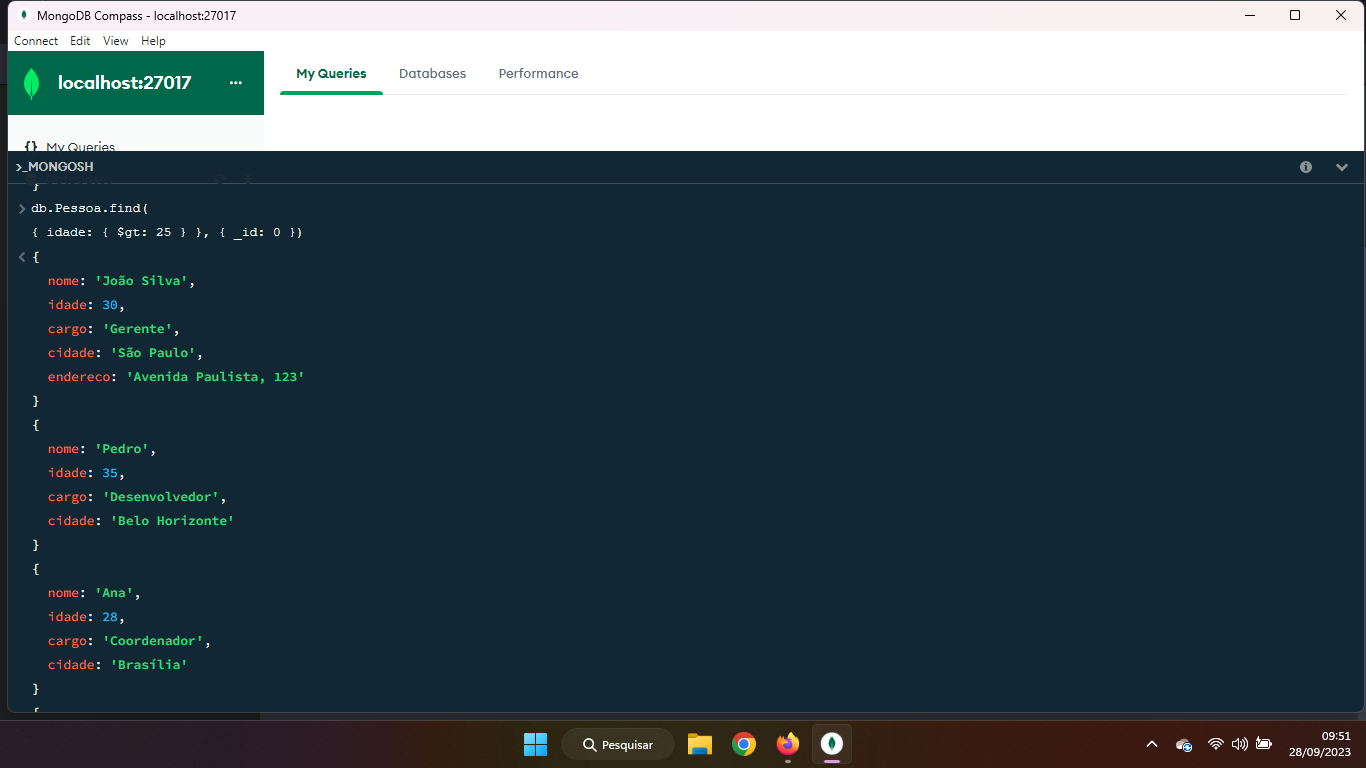 MongoDB Compass - localhost:27017
Connect Edit View Help
localhost:27017 ...
My Queries Databases Performance
{} My Queries
>_MONGOSH
}
> db.Pessoa.find(
{ idade: { $gt: 25 } }, { _id: 0 })
< {
nome: 'João Silva',
idade: 30,
cargo: 'Gerente',
cidade: 'São Paulo',
endereco: 'Avenida Paulista, 123'
}
{
nome: 'Pedro',
idade: 35,
cargo: 'Desenvolvedor',
cidade: 'Belo Horizonte'
}
{
nome: 'Ana',
idade: 28,
cargo: 'Coordenador',
cidade: 'Brasília'
}
{
Pesquisar
09:51
28/09/2023